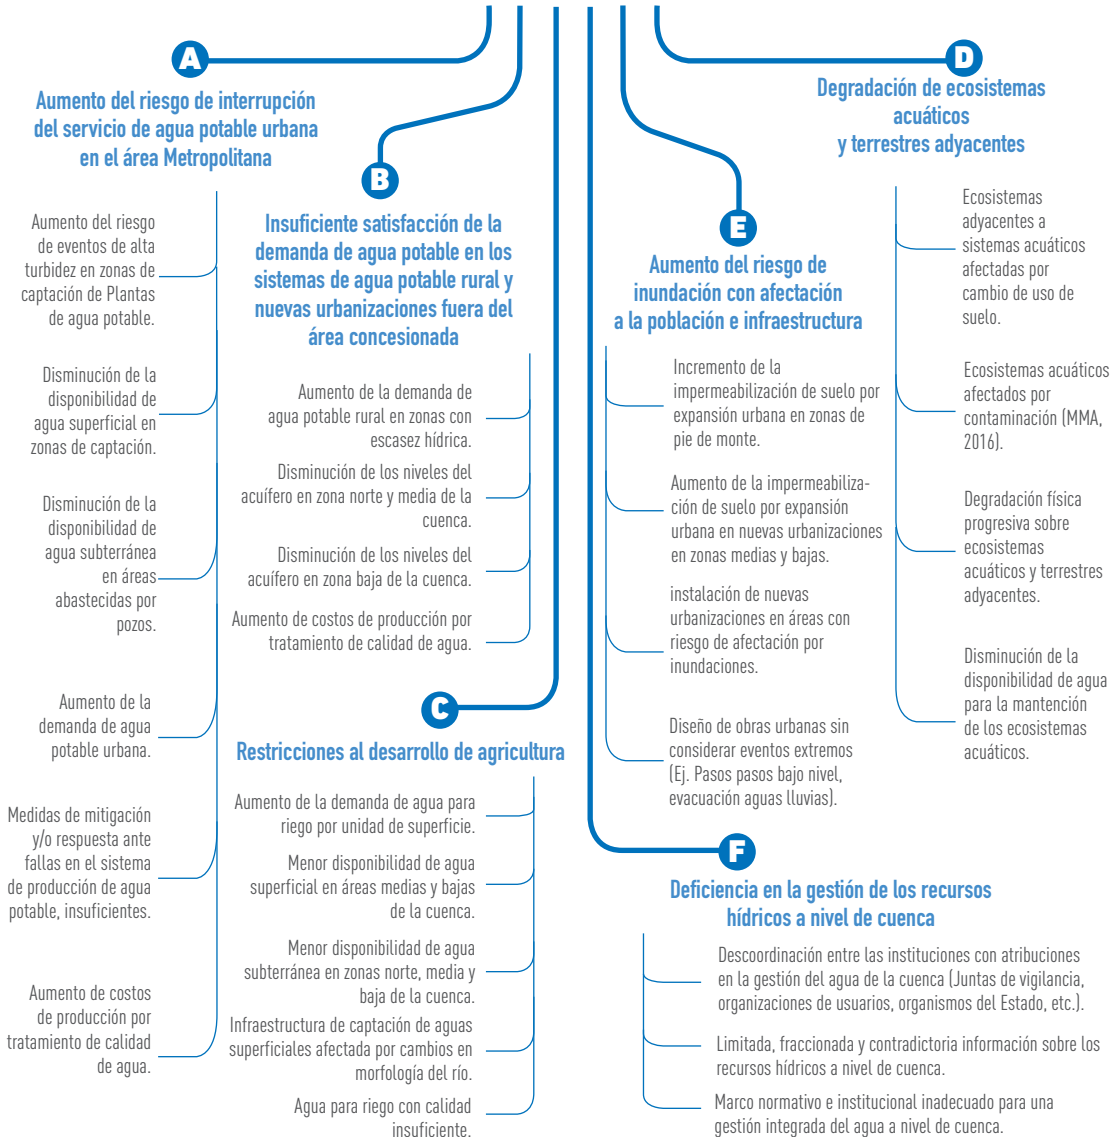 A
Aumento del riesgo de interrupción
del servicio de agua potable urbana
en el área Metropolitana
Aumento del riesgo
de eventos de alta
turbidez en zonas de
captación de Plantas
de agua potable.
Disminución de la
disponibilidad de
agua superficial en
zonas de captación.
Disminución de la
disponibilidad de
agua subterránea
en áreas
abastecidas por
pozos.
Aumento de la
demanda de agua
potable urbana.
Medidas de mitigación
y/o respuesta ante
fallas en el sistema
de producción de agua
potable, insuficientes.
Aumento de costos
de producción por
tratamiento de calidad
de agua.
B
Insuficiente satisfacción de la
demanda de agua potable en los
sistemas de agua potable rural y
nuevas urbanizaciones fuera del
área concesionada
Aumento de la demanda de
agua potable rural en zonas con
escasez hídrica.
Disminución de los niveles del
acuífero en zona norte y media de la
cuenca.
Disminución de los niveles del
acuífero en zona baja de la cuenca.
Aumento de costos de producción por
tratamiento de calidad de agua.
C
Restricciones al desarrollo de agricultura
Aumento de la demanda de agua para
riego por unidad de superficie.
Menor disponibilidad de agua
superficial en áreas medias y bajas
de la cuenca.
Menor disponibilidad de agua
subterránea en zonas norte, media y
baja de la cuenca.
Infraestructura de captación de aguas
superficiales afectada por cambios en
morfología del río.
Agua para riego con calidad
insuficiente.
D
Degradación de ecosistemas
acuáticos
y terrestres adyacentes
Ecosistemas
adyacentes a
sistemas acuáticos
afectadas por
cambio de uso de
suelo.
Ecosistemas acuáticos
afectados por
contaminación (MMA,
2016).
Degradación física
progresiva sobre
ecosistemas
acuáticos y terrestres
adyacentes.
Disminución de la
disponibilidad de agua
para la mantención
de los ecosistemas
acuáticos.
E
Aumento del riesgo de
inundación con afectación
a la población e infraestructura
Incremento de la
impermeabilización de suelo por
expansión urbana en zonas de
pie de monte.
Aumento de la impermeabiliza-
ción de suelo por expansión
urbana en nuevas urbanizaciones
en zonas medias y bajas.
instalación de nuevas
urbanizaciones en áreas con
riesgo de afectación por
inundaciones.
Diseño de obras urbanas sin
considerar eventos extremos
(Ej. Pasos pasos bajo nivel,
evacuación aguas lluvias).
F
Deficiencia en la gestión de los recursos
hídricos a nivel de cuenca
Descoordinación entre las instituciones con atribuciones
en la gestión del agua de la cuenca (Juntas de vigilancia,
organizaciones de usuarios, organismos del Estado, etc.).
Limitada, fraccionada y contradictoria información sobre los
recursos hídricos a nivel de cuenca.
Marco normativo e institucional inadecuado para una
gestión integrada del agua a nivel de cuenca.